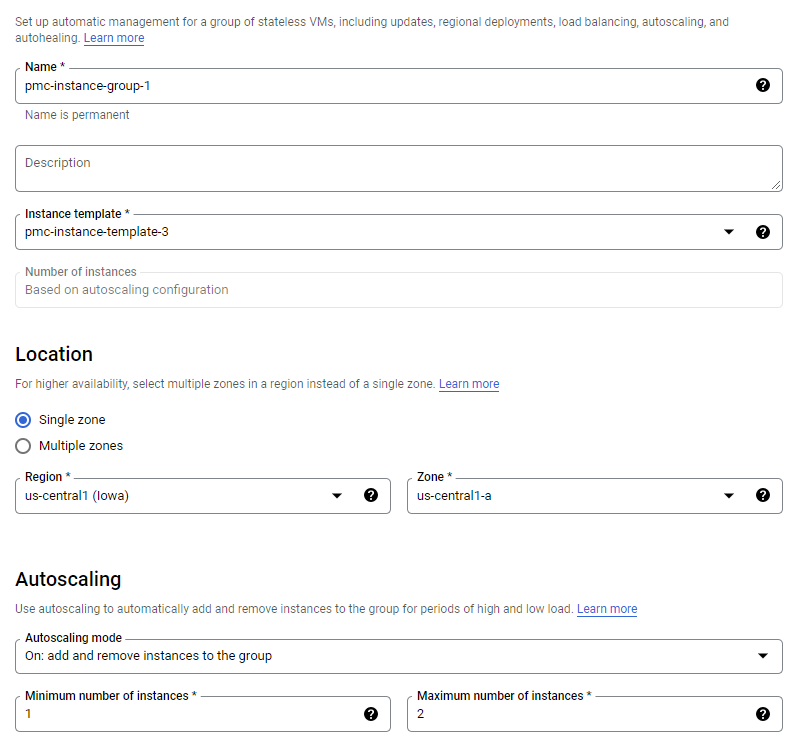 Set up automatic management for a group of stateless VMs, including updates, regional deployments, load balancing, autoscaling, and
autohealing. Learn more
Name *
pmc-instance-group-1
Name is permanent
Description
Instance template *
pmc-instance-template-3
Number of instances
Based on autoscaling configuration
Location
For higher availability, select multiple zones in a region instead of a single zone. Learn more
Single zone
Multiple zones
Region *
us-central1 (Iowa)
Zone *
us-central1-a
Autoscaling
Use autoscaling to automatically add and remove instances to the group for periods of high and low load. Learn more
Autoscaling mode
On: add and remove instances to the group
Minimum number of instances *
1
Maximum number of instances *
2